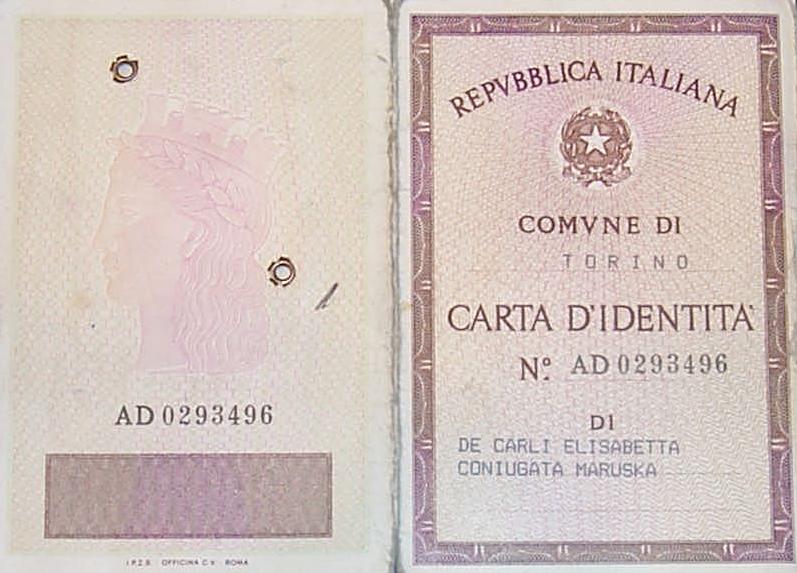 AD 0293496
I.P.Z.S. OFFICINA C.V. ROMA
REPVBBLICA ITALIANA
COMVNE DI
TORINO
CARTA D'IDENTITA'
N.º AD 0293496
DI
DE CARLI ELISABETTA
CONIUGATA MARUSKA